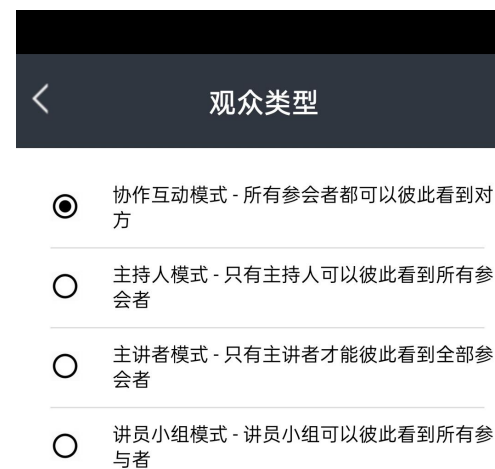 观众类型
协作互动模式 - 所有参会者都可以彼此看到对
方
主持人模式 - 只有主持人可以彼此看到所有参
会者
主讲者模式 - 只有主讲者才能彼此看到全部参
会者
讲员小组模式 - 讲员小组可以彼此看到所有参
与者